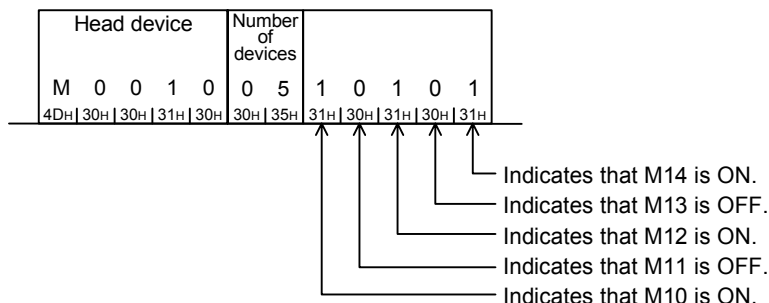 Head device
Number of devices
M 0 0 1 0 0 5 1 0 1 0 1
4DH 30H 30H 31H 30H 30H 35H 31H 30H 31H 30H 31H
Indicates that M14 is ON.
Indicates that M13 is OFF.
Indicates that M12 is ON.
Indicates that M11 is OFF.
Indicates that M10 is ON.